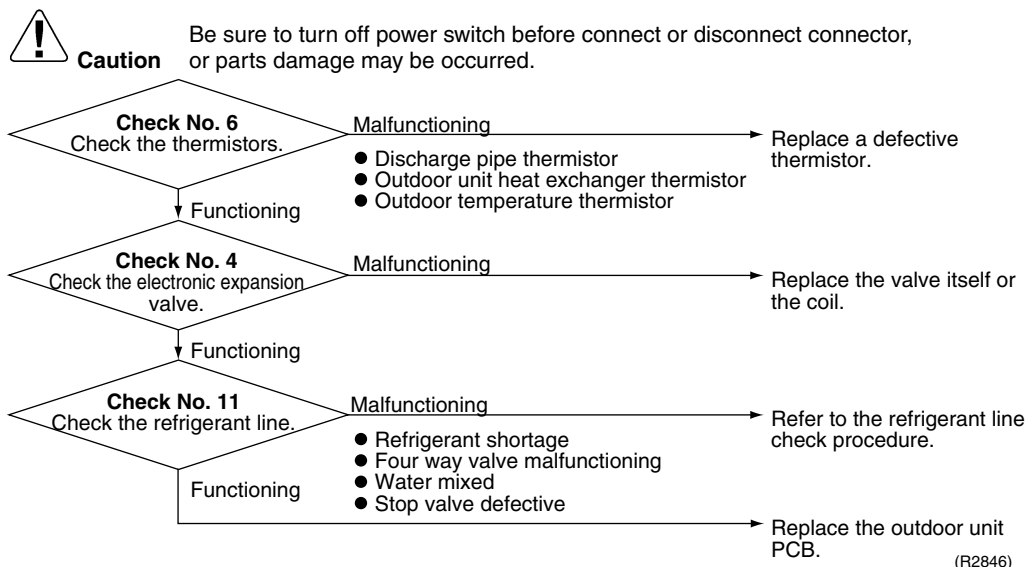 Be sure to turn off power switch before connect or disconnect connector,
Caution or parts damage may be occurred.
Check No. 6
Check the thermistors.
Malfunctioning
● Discharge pipe thermistor
● Outdoor unit heat exchanger thermistor
● Outdoor temperature thermistor
Replace a defective
thermistor.
Functioning
Check No. 4
Check the electronic expansion
valve.
Malfunctioning
Replace the valve itself or
the coil.
Functioning
Check No. 11
Check the refrigerant line.
Malfunctioning
● Refrigerant shortage
● Four way valve malfunctioning
● Water mixed
● Stop valve defective
Refer to the refrigerant line
check procedure.
Functioning
Replace the outdoor unit
PCB.
(R2846)